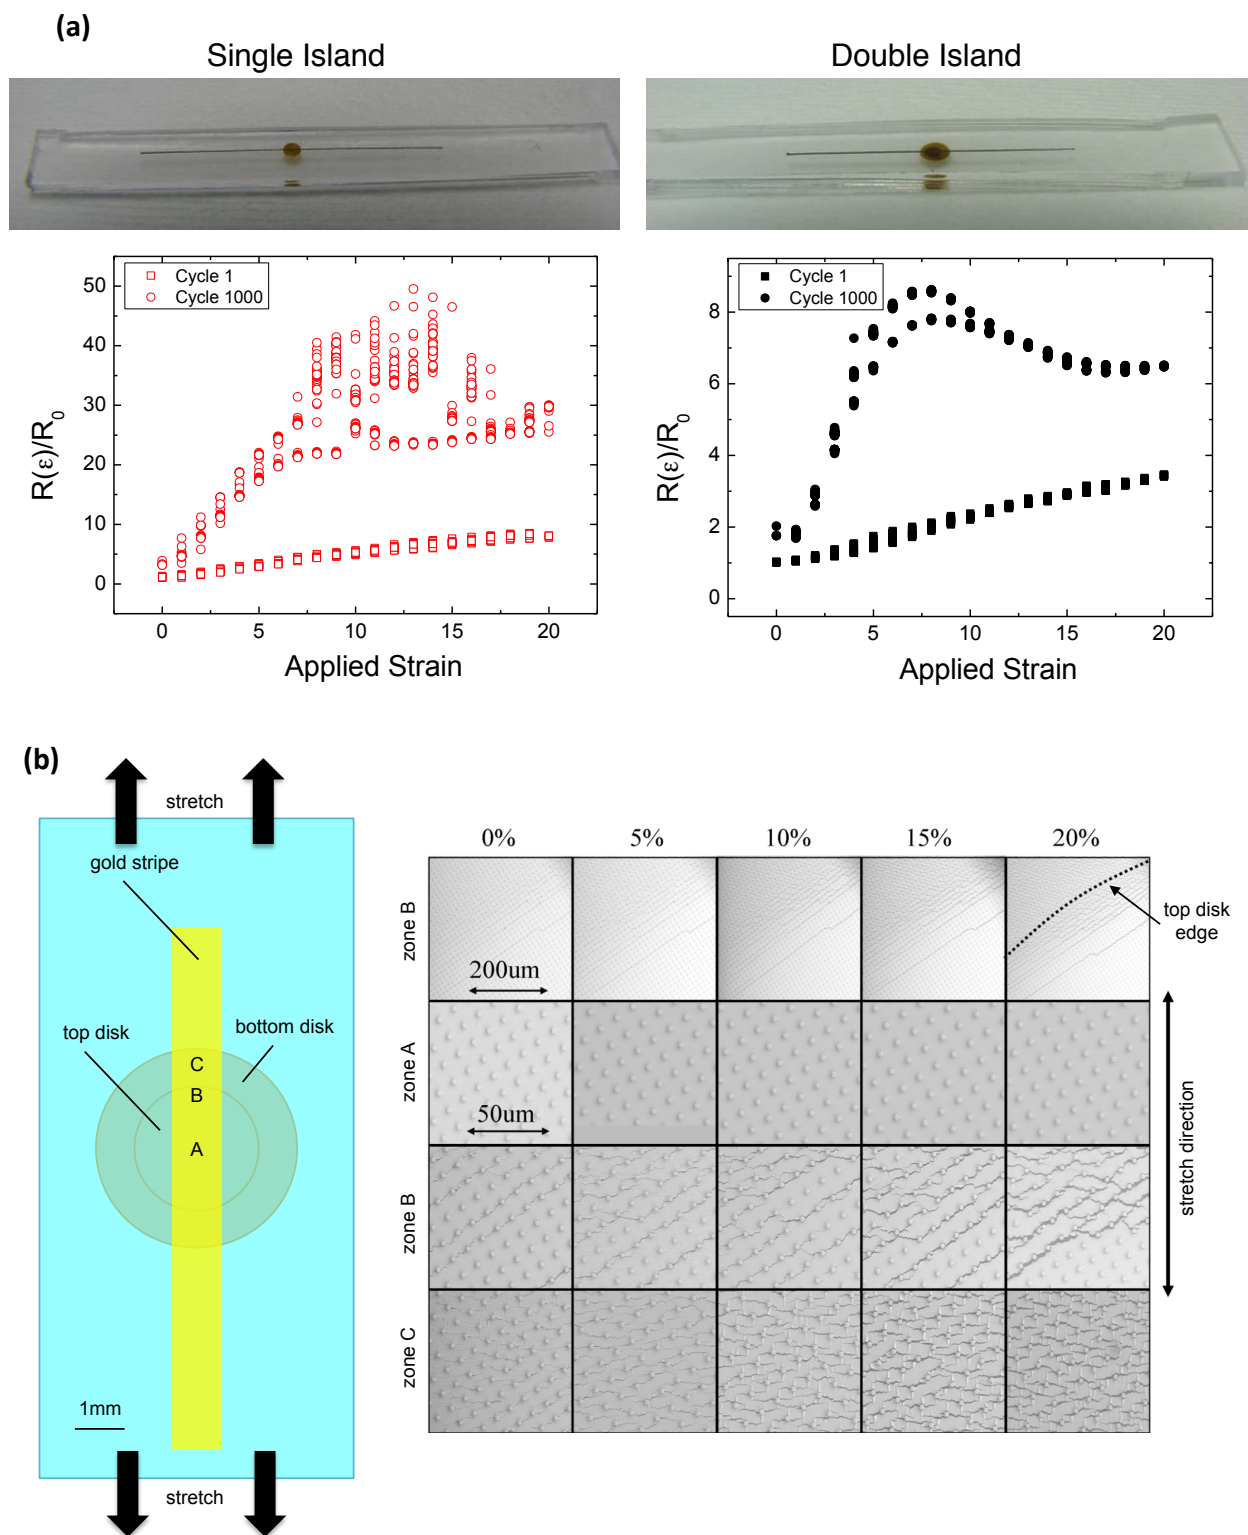 (a)
Single Island
Double Island
Cycle 1
Cycle 1000
50
40
30
20
10
0
R(ε)/R0
0 5 10 15 20
Applied Strain
Cycle 1
Cycle 1000
8
6
4
2
0
R(ε)/R0
0 5 10 15 20
Applied Strain
(b)
stretch
gold stripe
top disk
bottom disk
C
B
A
1mm
stretch
0% 5% 10% 15% 20%
zone B
200um
top disk
edge
zone A
50um
zone B
zone C
stretch direction